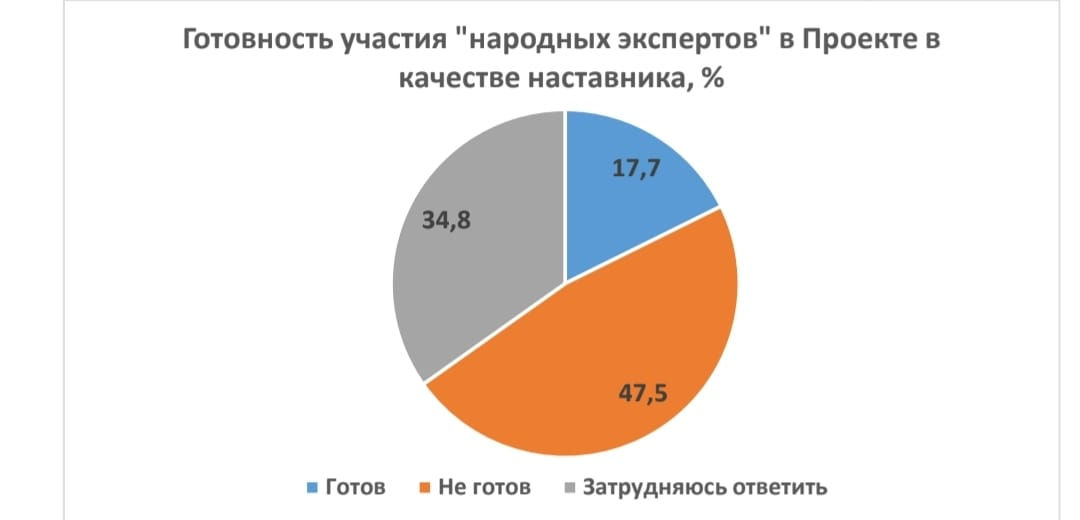 Готовность участия "народных экспертов" в Проекте в
качестве наставника, %
17,7
34,8
47,5
Готов Не готов Затрудняюсь ответить